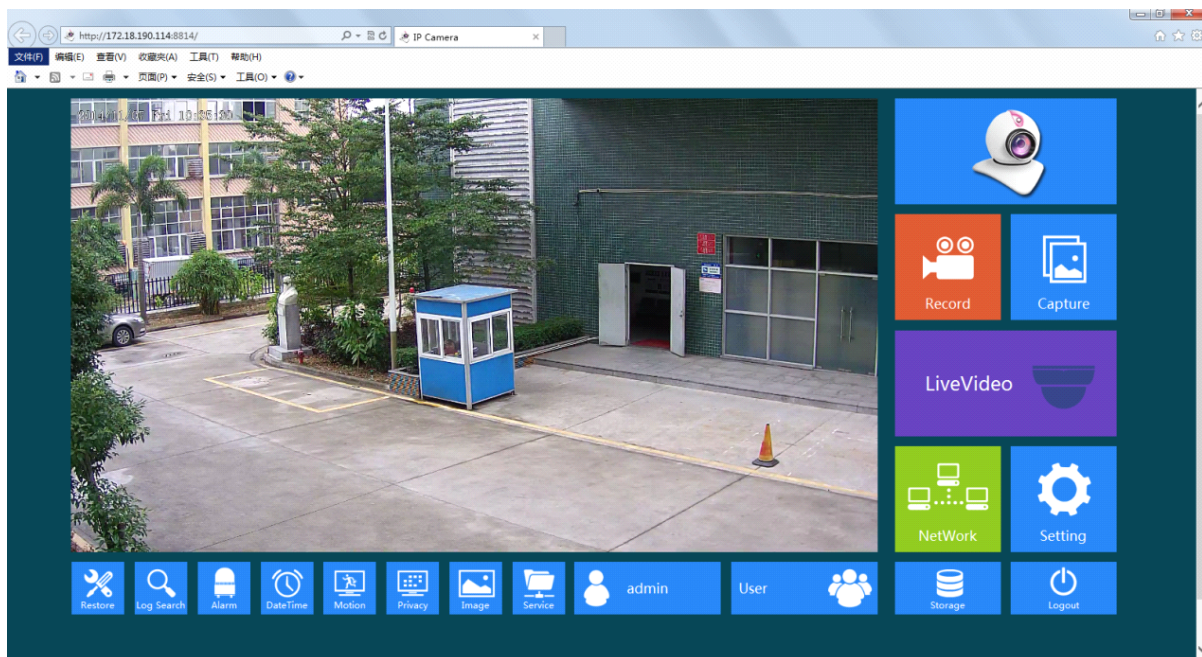 http://172.18.190.114:8814/
IP Camera
文件(F) 编辑(E) 查看(V) 收藏夹(A) 工具(T) 帮助(H)
页面(P) 安全(S) 工具(O)
Record
Capture
LiveVideo
NetWork
Setting
Restore
Log Search
Alarm
DateTime
Motion
Privacy
Image
Service
admin
User
Storage
Logout